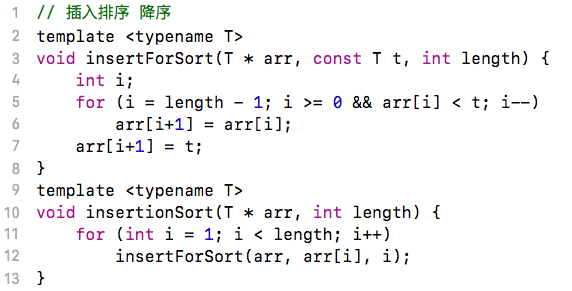 1 // 插入排序 降序
2 template <typename T>
3 void insertForSort(T * arr, const T t, int length) {
4     int i;
5     for (i = length - 1; i >= 0 && arr[i] < t; i--)
6         arr[i+1] = arr[i];
7     arr[i+1] = t;
8 }
9 template <typename T>
10 void insertionSort(T * arr, int length) {
11     for (int i = 1; i < length; i++)
12         insertForSort(arr, arr[i], i);
13 }